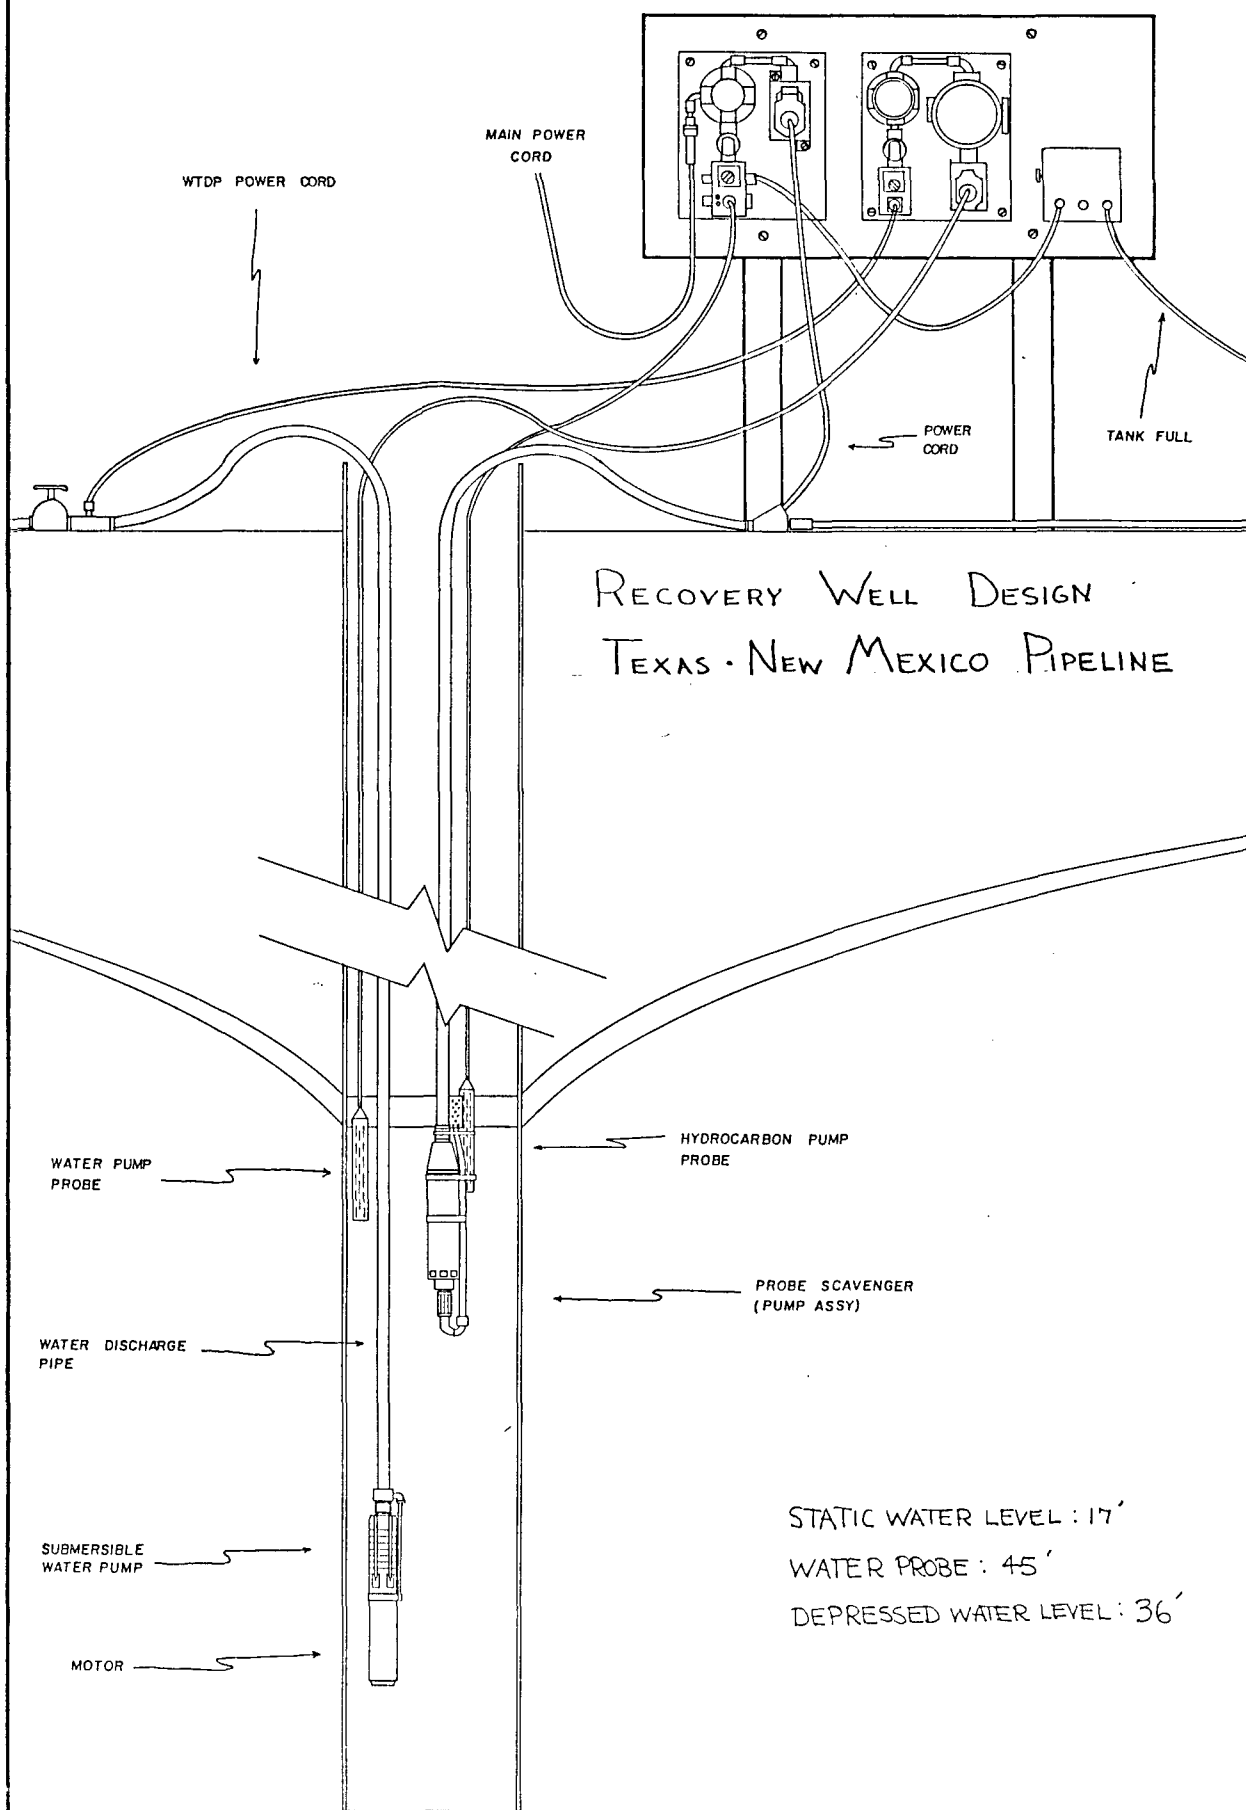 MAIN POWER
CORD
WTDP POWER CORD
POWER
CORD
TANK FULL
RECOVERY WELL DESIGN
TEXAS · NEW MEXICO PIPELINE
HYDROCARBON PUMP
PROBE
WATER PUMP
PROBE
PROBE SCAVENGER
(PUMP ASSY)
WATER DISCHARGE
PIPE
STATIC WATER LEVEL : 17'
WATER PROBE : 45'
DEPRESSED WATER LEVEL : 36'
SUBMERSIBLE
WATER PUMP
MOTOR